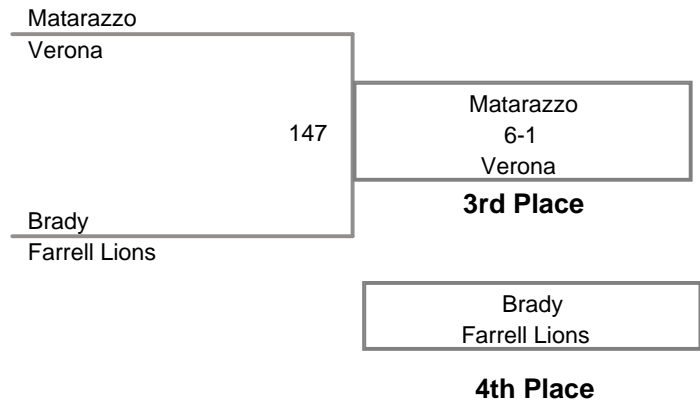 Matarazzo
Verona
147
Matarazzo
6-1
Verona
3rd Place
Brady
Farrell Lions
Brady
Farrell Lions
4th Place